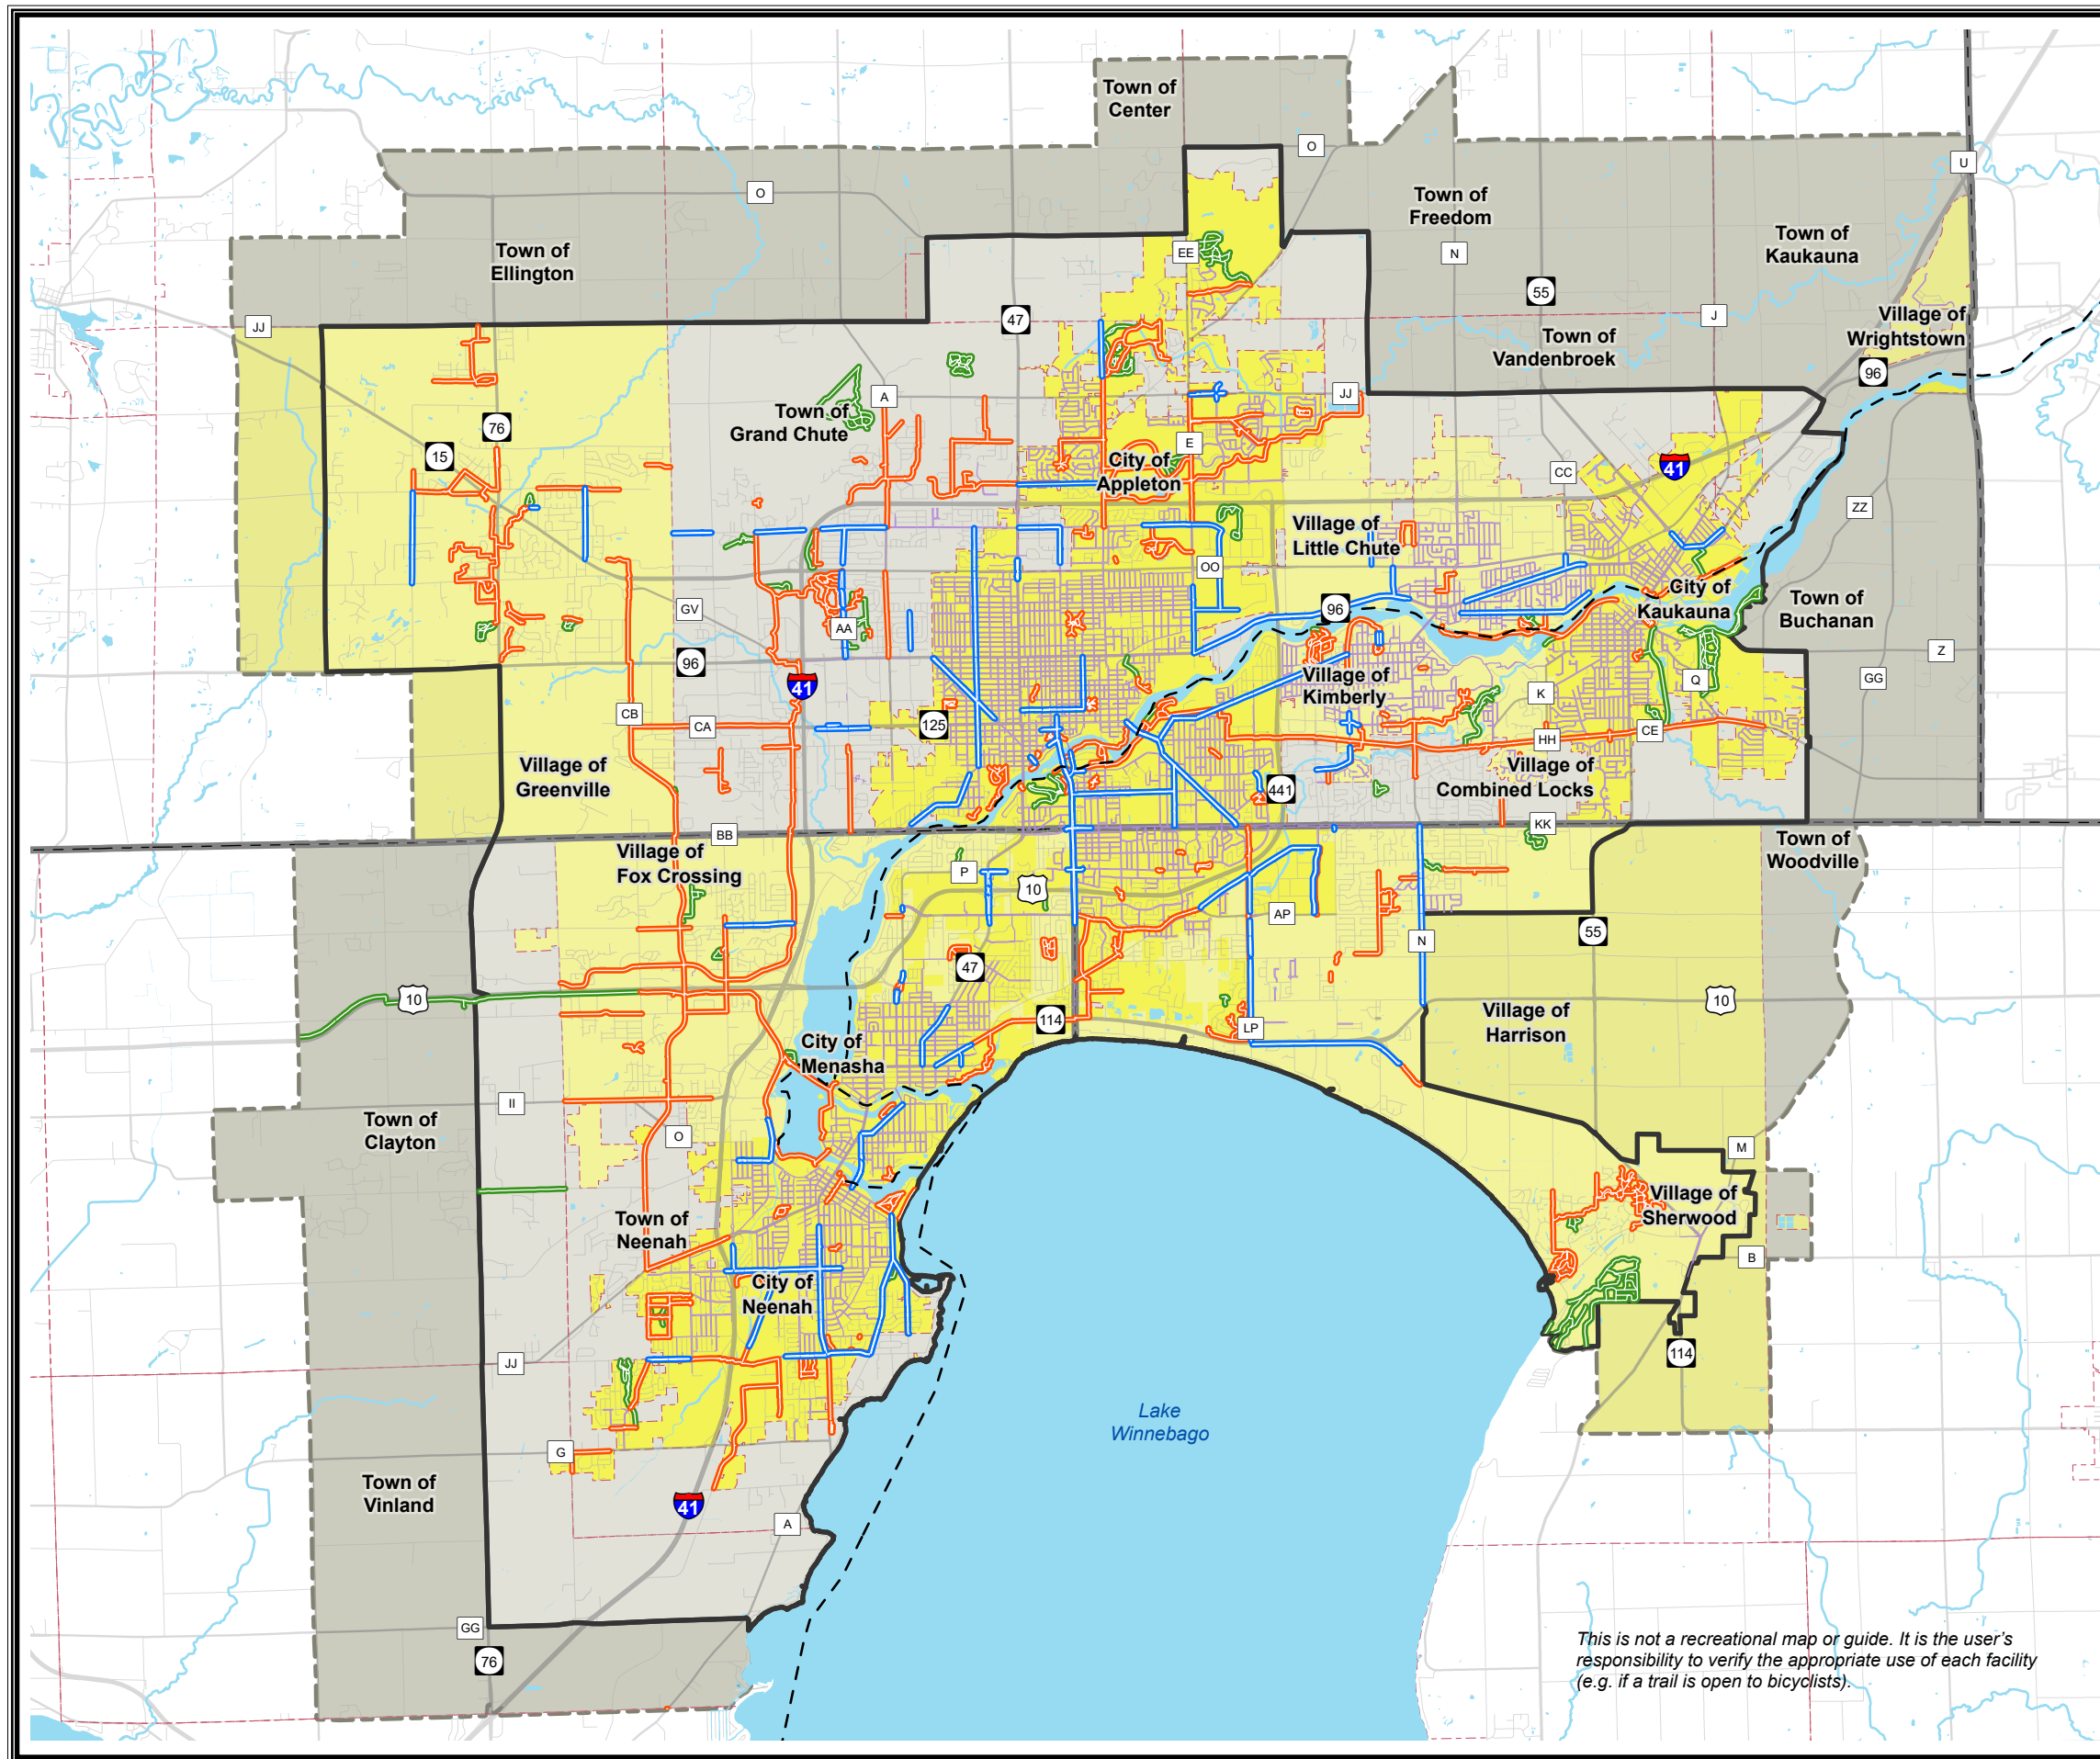 Town of
Center
O
U
O
Town of
Freedom
N
Town of
Kaukauna
Town of
Ellington
EE
55
JJ
47
J
Village of
Wrightstown
Town of
Vandenbroek
96
A
JJ
Town of
Grand Chute
76
15
E
City of
Appleton
CC
41
ZZ
Village of
Little Chute
OO
City of
Kaukauna
GV
AA
96
Town of
Buchanan
96
Z
41
Village of
Kimberly
K
Q
GG
CB
CA
125
HH
CE
Village of
Greenville
Village of
Combined Locks
441
BB
KK
Village of
Fox Crossing
P
10
Town of
Woodville
AP
55
N
47
10
10
114
LP
Village of
Harrison
City of
Menasha
II
Town of
Clayton
O
M
Village of
Sherwood
Town of
Neenah
B
City of
Neenah
JJ
114
Lake
Winnebago
G
Town of
Vinland
41
A
GG
76
This is not a recreational map or guide. It is the user's
responsibility to verify the appropriate use of each facility
(e.g. if a trail is open to bicyclists).